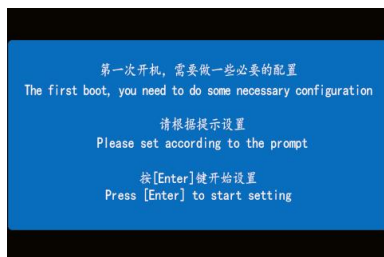 第一次开机，需要做一些必要的配置
The first boot, you need to do some necessary configuration
请根据提示设置
Please set according to the prompt
按[Enter]键开始设置
Press [Enter] to start setting